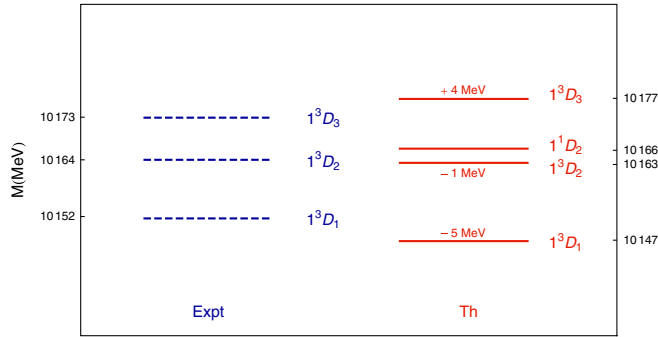 + 4 MeV
1³D₃
10177
10173
1³D₃
1¹D₂
10166
10164
1³D₂
10163
1³D₂
− 1 MeV
M(MeV)
10152
1³D₁
− 5 MeV
1³D₁
10147
Expt
Th